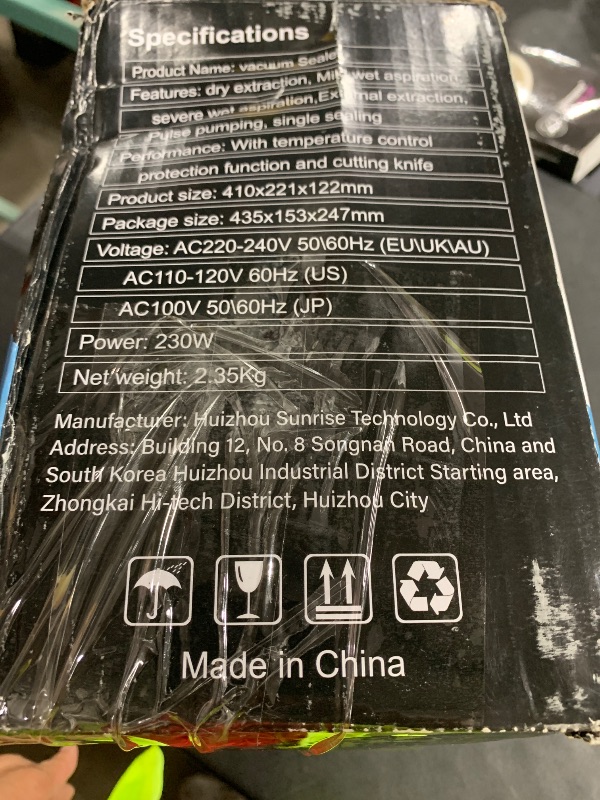 Specifications
Product Name: vacuum Sealer
Features: dry extraction, Mild wet aspiration,
severe wet aspiration,External extraction,
Pulse pumping, single sealing
Performance: With temperature control
protection function and cutting knife
Product size: 410x221x122mm
Package size: 435x153x247mm
Voltage: AC220-240V 50\60Hz (EU\UK\AU)
AC110-120V 60Hz (US)
AC100V 50\60Hz (JP)
Power: 230W
Net weight: 2.35Kg
Manufacturer: Huizhou Sunrise Technology Co., Ltd
Address: Building 12, No. 8 Songnan Road, China and
South Korea Huizhou Industrial District Starting area,
Zhongkai Hi-tech District, Huizhou City
Made in China